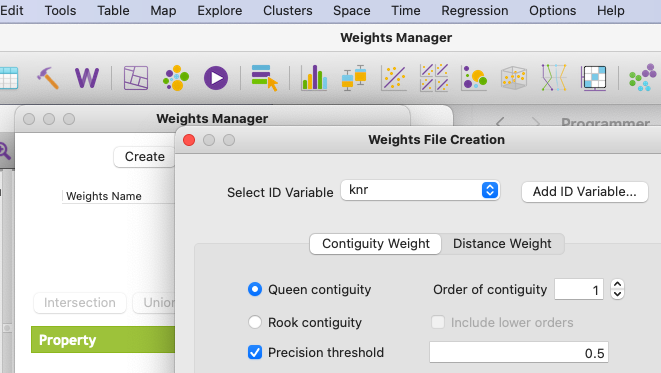 Edit Tools Table Map Explore Clusters Space Time Regression Options Help
Weights Manager
W
Weights Manager
Programmer
Weights File Creation
Create
Select ID Variable knr Add ID Variable...
Weights Name
Contiguity Weight Distance Weight
Queen contiguity Order of contiguity 1
Intersection Union
Rook contiguity Include lower orders
Property
Precision threshold 0.5